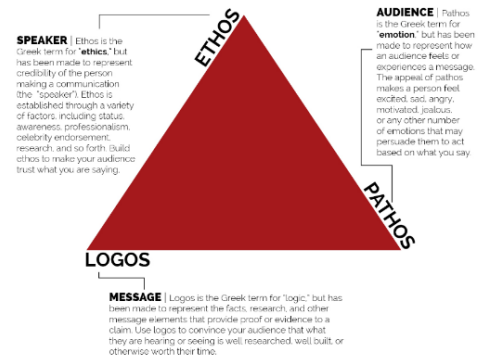 SPEAKER | Ethos is the
Greek term for "ethics," but
has been made to represent
credibility of the person
making a communication
(the "speaker"). Ethos is
established through a variety
of factors, including status,
awareness, professionalism,
celebrity endorsement,
research, and so forth. Build
ethos to make your audience
trust what you are saying.
ETHOS
AUDIENCE | Pathos
is the Greek term for
"emotion," but has been
made to represent how
an audience feels or
experiences a message.
The appeal of pathos
makes a person feel
excited, sad, angry,
motivated, jealous,
or any other number
of emotions that may
persuade them to act
based on what you say
PATHOS
LOGOS
MESSAGE | Logos is the Greek term for "logic," but has
been made to represent the facts, research, and other
message elements that provide proof or evidence to a
claim. Use logos to convince your audience that what
they are hearing or seeing is well researched, well built, or
otherwise worth their time.